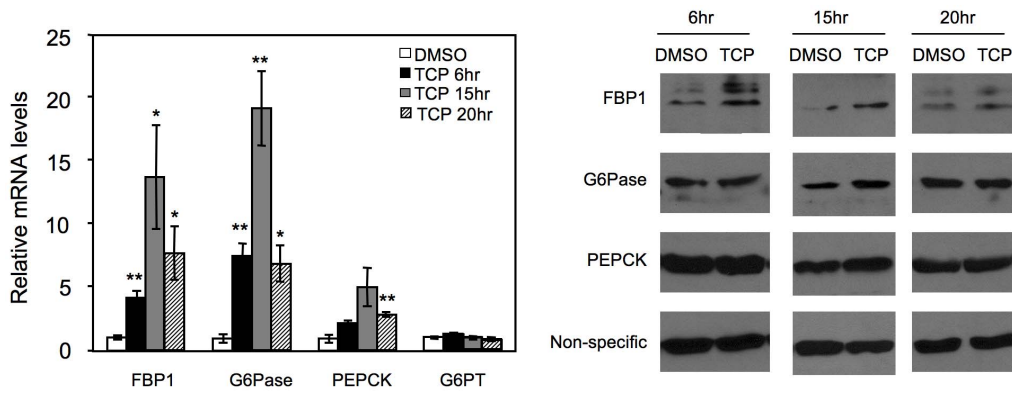 25
20
15
10
5
0
Relative mRNA levels
DMSO
TCP 6hr
TCP 15hr
TCP 20hr
** * *
** ** *
**
FBP1 G6Pase PEPCK G6PT
6hr 15hr 20hr
DMSO TCP DMSO TCP DMSO TCP
FBP1
G6Pase
PEPCK
Non-specific